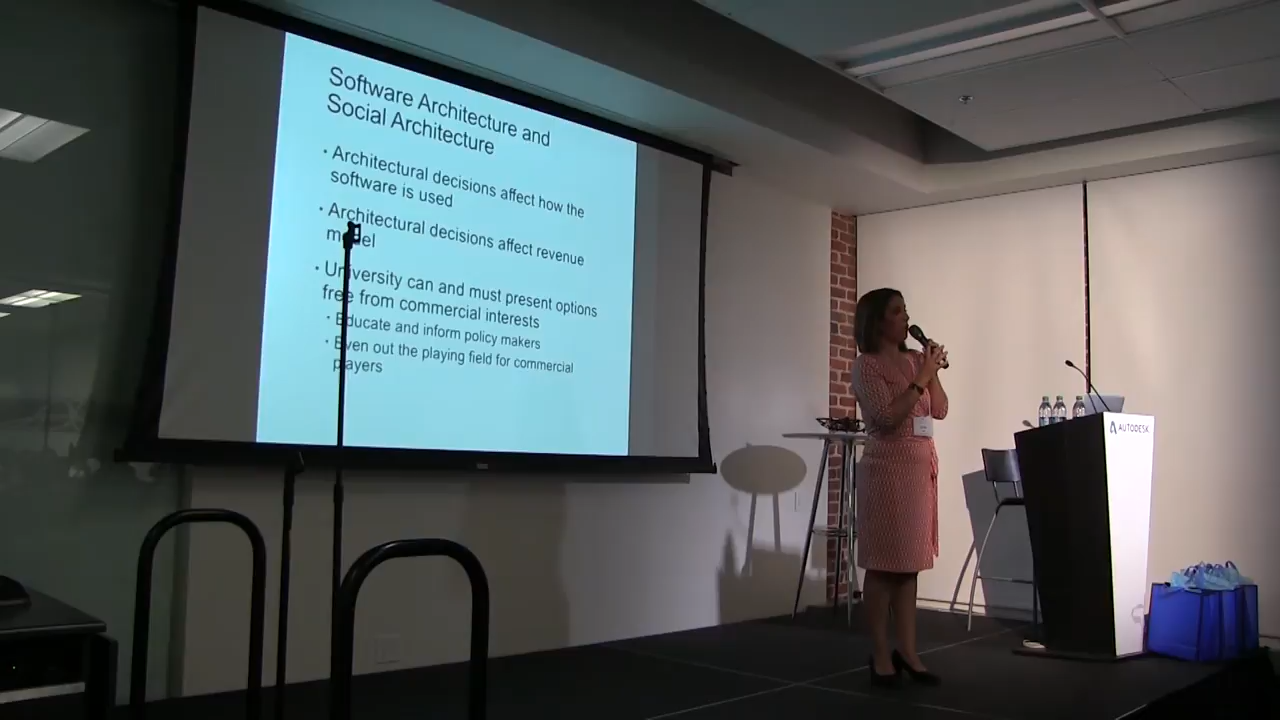 Software Architecture and
Social Architecture
• Architectural decisions affect how the
software is used
• Architectural decisions affect revenue
model
• University can and must present options
free from commercial interests
• Educate and inform policy makers
• Even out the playing field for commercial
players
AUTODESK